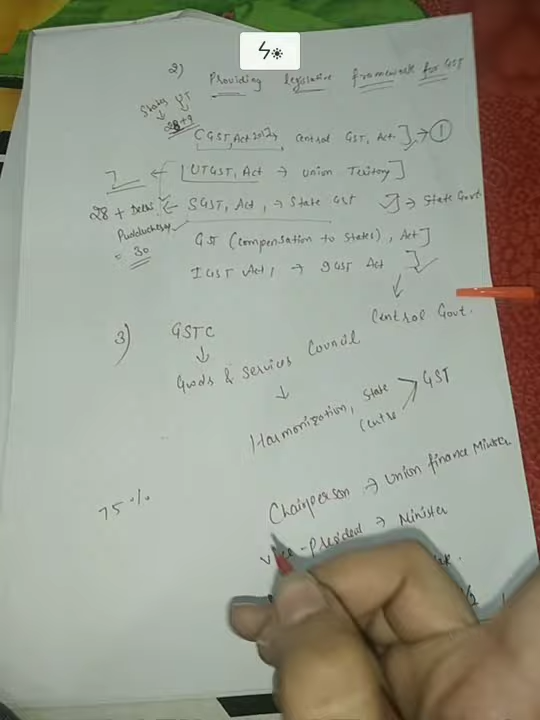 2) Providing legislative framework for GST
States UT
28+9
CGST, Act 2017, Central GST, Act. ] → 1
7 ← [UTGST, Act → Union Teritory]
28 + Delhi ← SGST, Act, → State GST ] → State Govt
Pudducherry
= 30
GST (Compensation to States), Act]
IGST Act, → IGST Act ]
Central Govt.
3) GSTC
↓
Goods & Services Council
↓
Harmonization, State
Centre
GST
75%
Chairperson → Union finance Minister
Vice-President → Minister